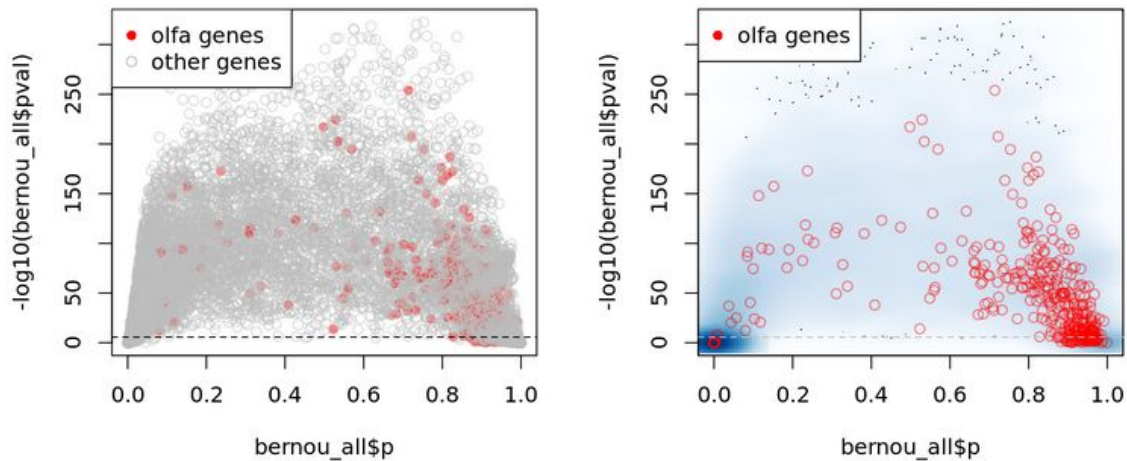 olfa genes
other genes
-log10(bernou_all$pval)
250
150
50
0
0.0 0.2 0.4 0.6 0.8 1.0
bernou_all$p
olfa genes
-log10(bernou_all$pval)
250
150
50
0
0.0 0.2 0.4 0.6 0.8 1.0
bernou_all$p